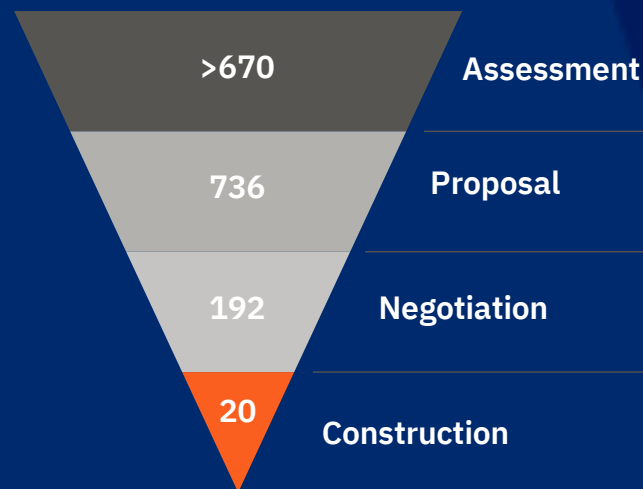 >670
Assessment
736
Proposal
192
Negotiation
20
Construction